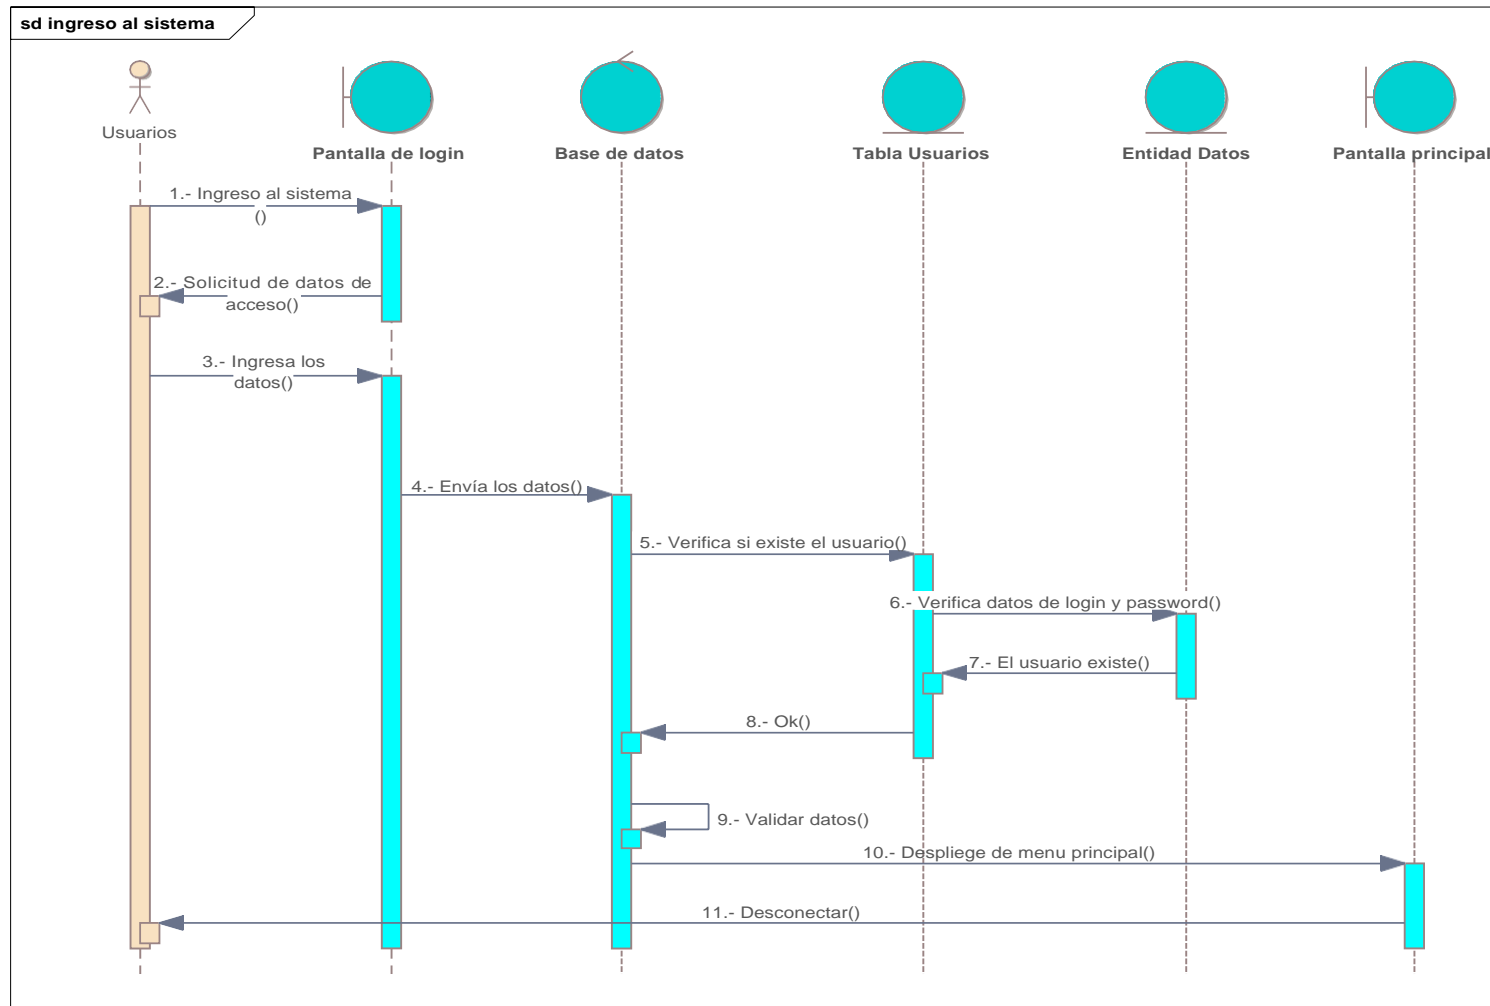 sd ingreso al sistema
Usuarios
Pantalla de login
Base de datos
Tabla Usuarios
Entidad Datos
Pantalla principal
1.- Ingreso al sistema
()
2.- Solicitud de datos de
acceso()
3.- Ingresa los
datos()
4.- Envía los datos()
5.- Verifica si existe el usuario()
6.- Verifica datos de login y password()
7.- El usuario existe()
8.- Ok()
9.- Validar datos()
10.- Despliege de menu principal()
11.- Desconectar()